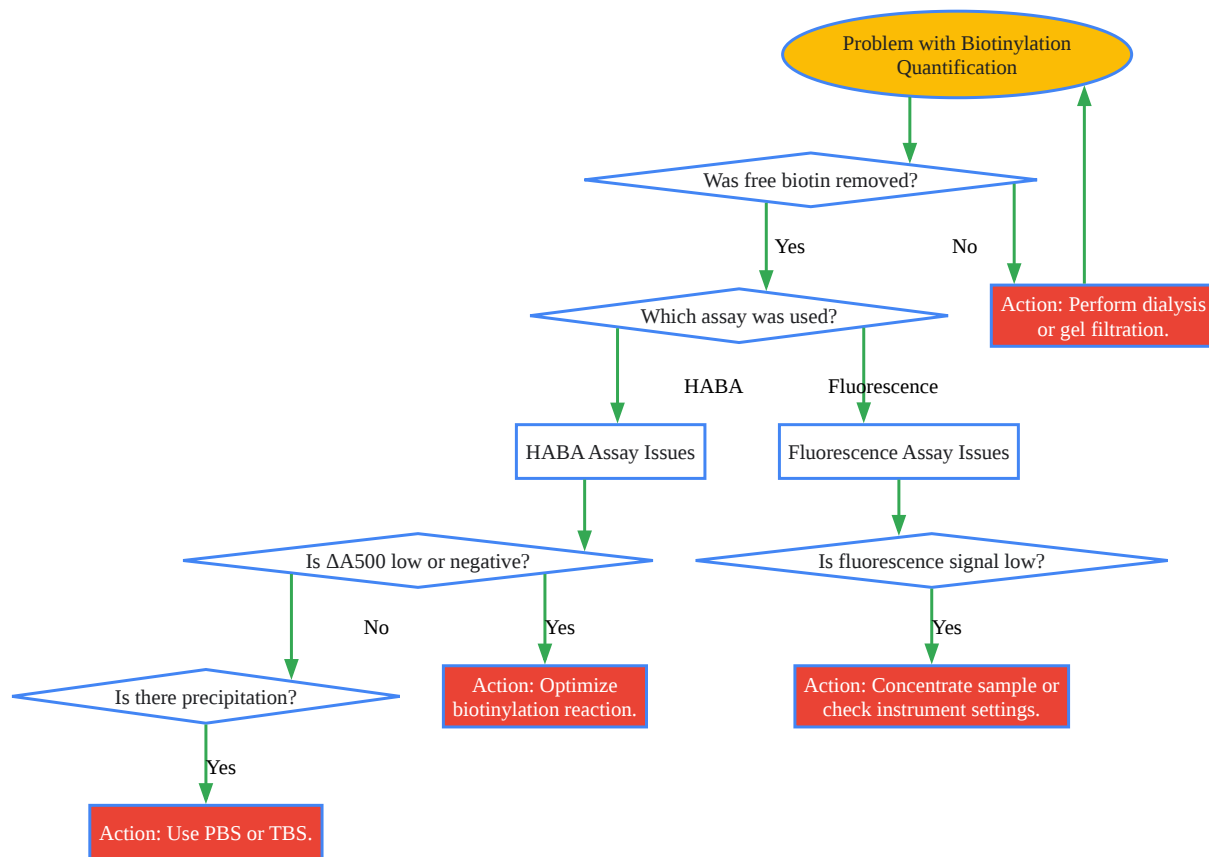 Problem with Biotinylation
Quantification
Was free biotin removed?
Yes
No
Action: Perform dialysis
or gel filtration.
Which assay was used?
HABA
Fluorescence
HABA Assay Issues
Fluorescence Assay Issues
Is ΔA500 low or negative?
Is fluorescence signal low?
No
Yes
Yes
Is there precipitation?
Action: Optimize
biotinylation reaction.
Action: Concentrate sample or
check instrument settings.
Yes
Action: Use PBS or TBS.